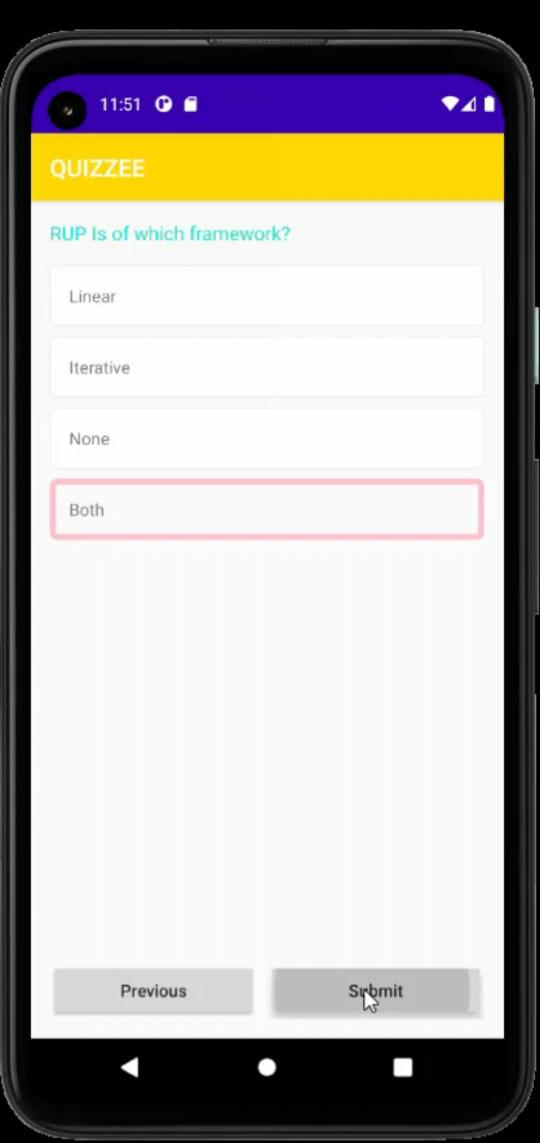 11:51
QUIZZEE
RUP Is of which framework?
Linear
Iterative
None
Both
Previous
Submit